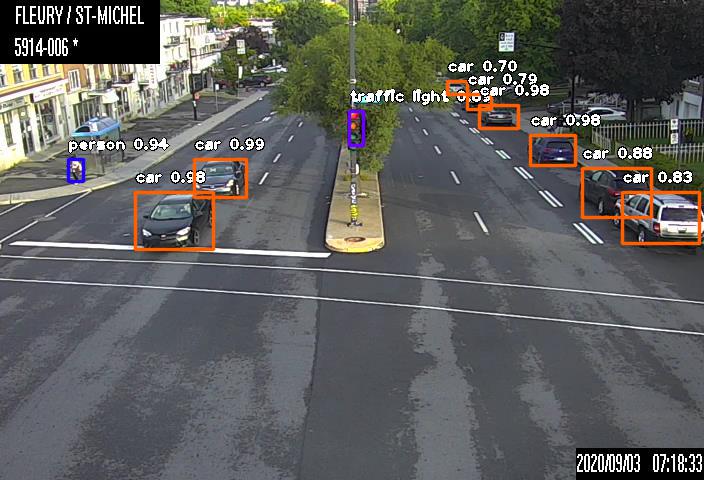 FLEURY / ST-MICHEL
5914-006 *
car 0.70
car 0.79
car 0.98
traffic light 0.89
car 0.98
person 0.94
car 0.99
car 0.88
car 0.98
car 0.83
2020/09/03 07:18:33